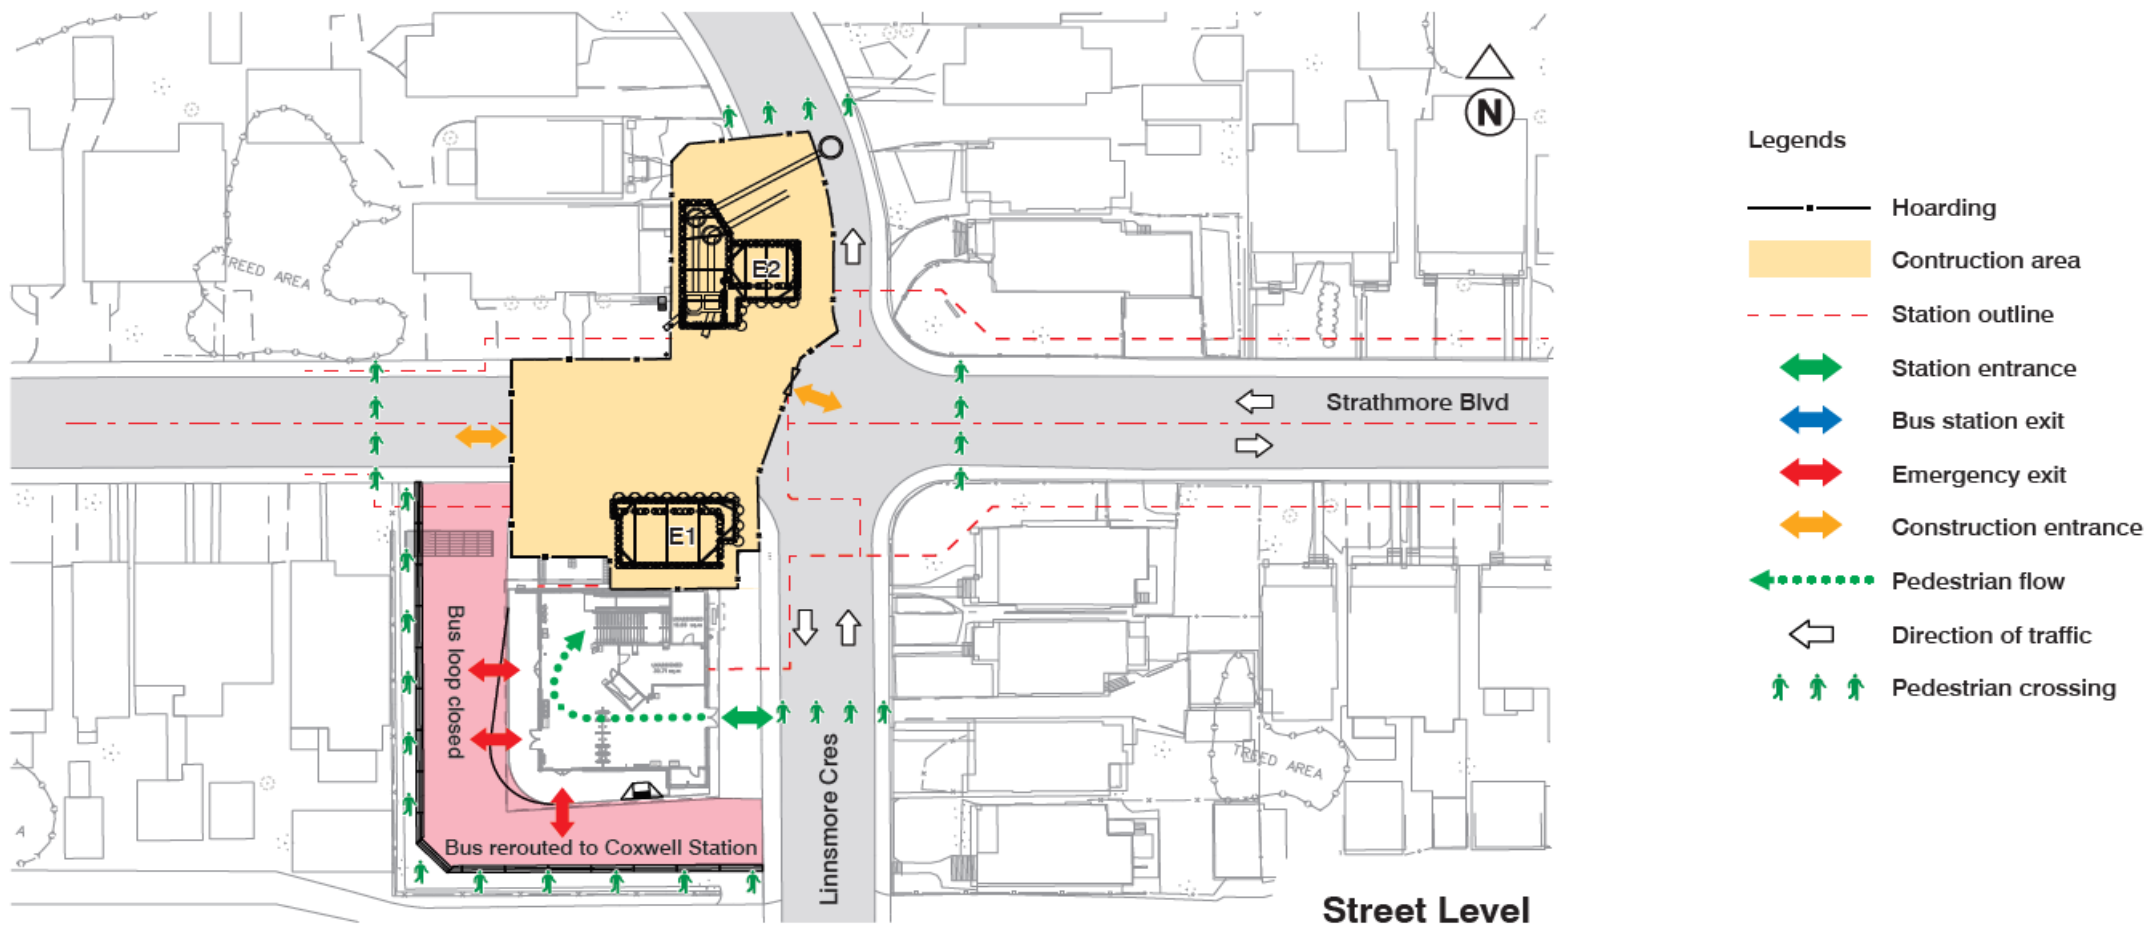 N
TREED AREA
E2
Strathmore Blvd
E1
Bus loop closed
Bus rerouted to Coxwell Station
Linnsmore Cres
TREED AREA
A
Street Level
Legends
Hoarding
Contruction area
Station outline
Station entrance
Bus station exit
Emergency exit
Construction entrance
Pedestrian flow
Direction of traffic
Pedestrian crossing